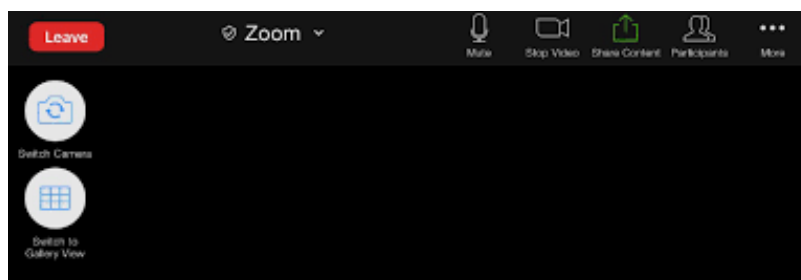 Leave
Zoom
Mute
Stop Video
Share Content
Participants
More
Switch Camera
Switch to
Gallery View